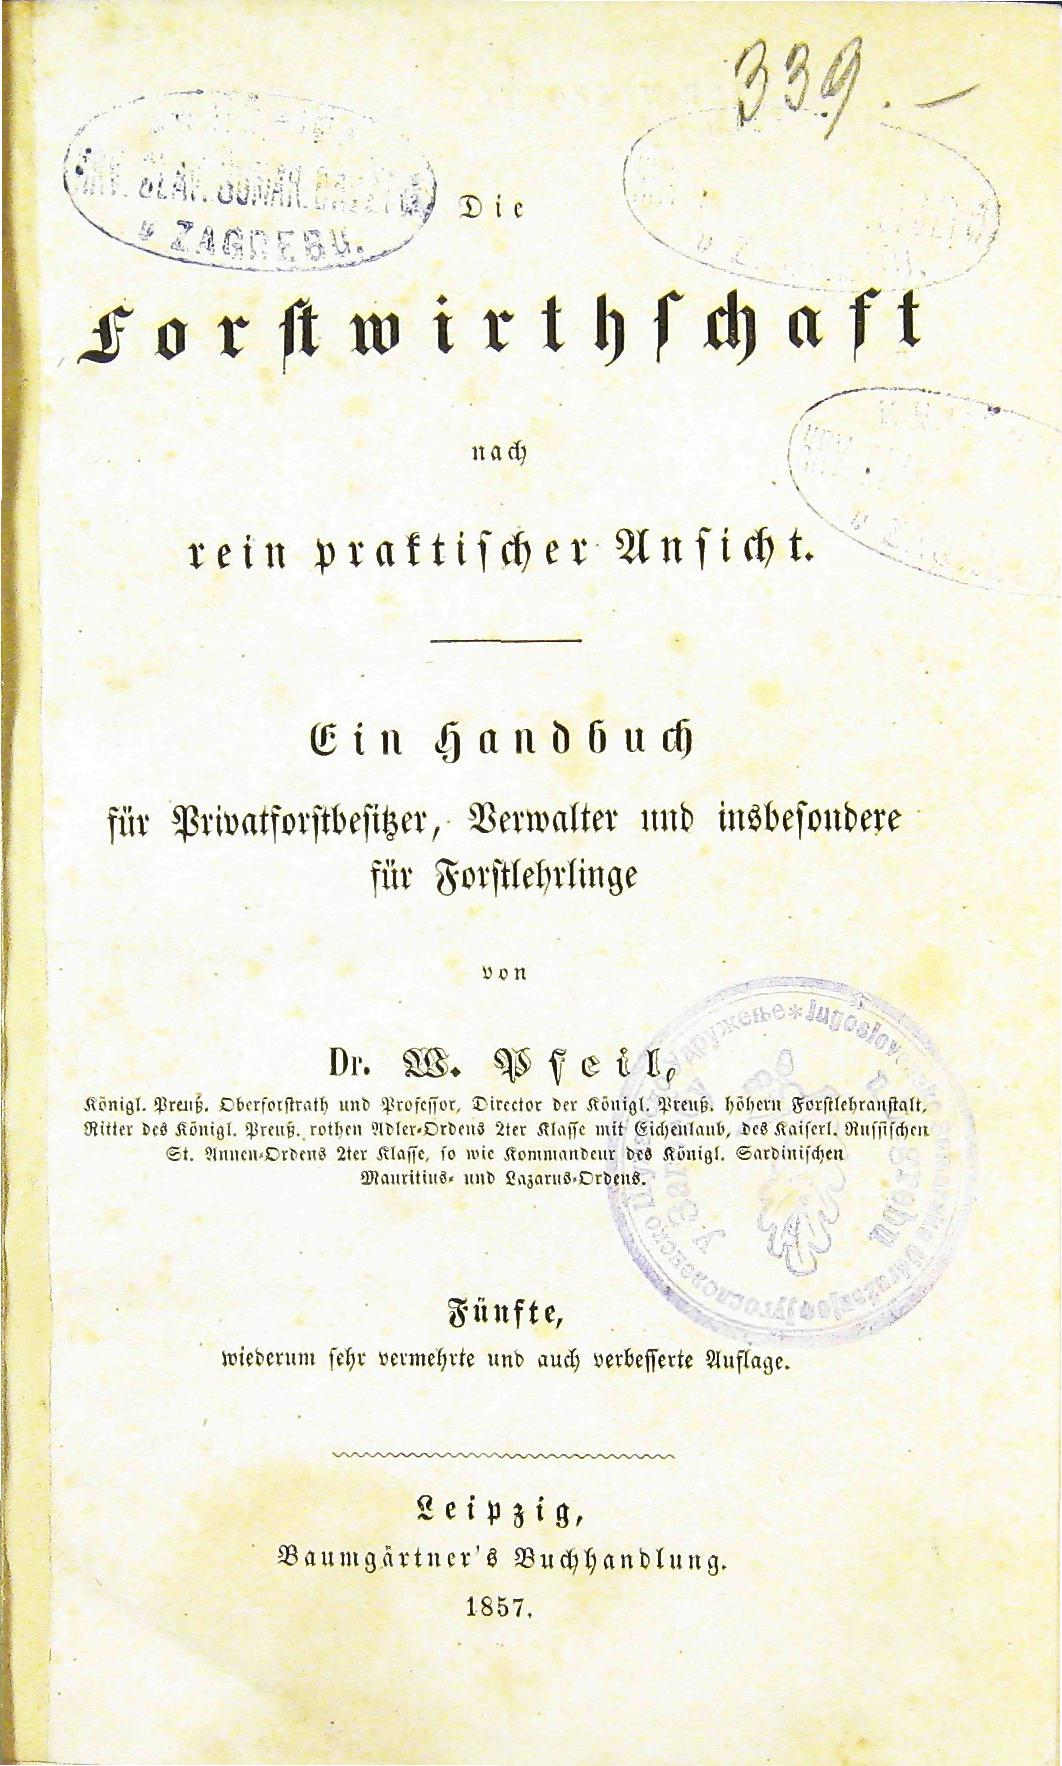 339.—
Die
Forstwirthschaft
nach
rein praktischer Ansicht.
Ein Handbuch
für Privatforstbesitzer, Verwalter und insbesondere
für Forstlehrlinge
von
Dr. W. Pfeil,
Königl. Preuß. Oberforstrath und Professor, Director der Königl. Preuß. höhern Forstlehranstalt,
Ritter des Königl. Preuß. rothen Adler-Ordens 2ter Klasse mit Eichenlaub, des Kaiserl. Russischen
St. Annen-Ordens 2ter Klasse, so wie Kommandeur des Königl. Sardinischen
Mauritius- und Lazarus-Ordens.
Fünfte,
wiederum sehr vermehrte und auch verbesserte Auflage.
Leipzig,
Baumgärtner's Buchhandlung.
1857.
u ZAGREBU.